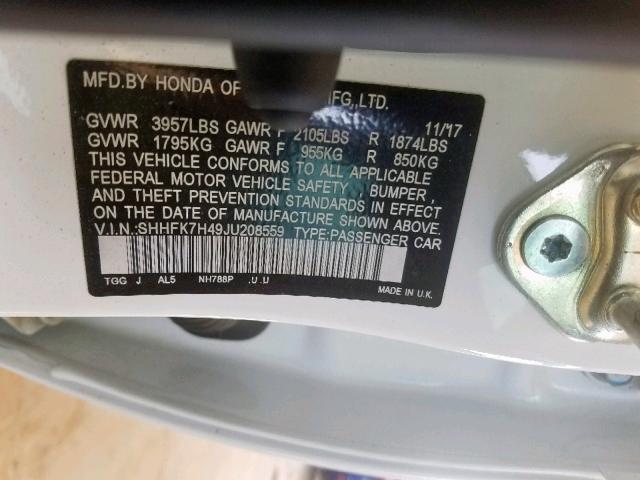 MFD.BY HONDA OF FG.,LTD. 11/17
GVWR 3957LBS GAWR F 2105LBS R 1874LBS
GVWR 1795KG GAWR F 955KG R 850KG
THIS VEHICLE CONFORMS TO ALL APPLICABLE
FEDERAL MOTOR VEHICLE SAFETY , BUMPER ,
AND THEFT PREVENTION STANDARDS IN EFFECT
ON THE DATE OF MANUFACTURE SHOWN ABOVE.
V.I.N.:SHHFK7H49JU208559 TYPE:PASSENGER CAR
TGG J AL5 NH788P .U.U
MADE IN U.K.